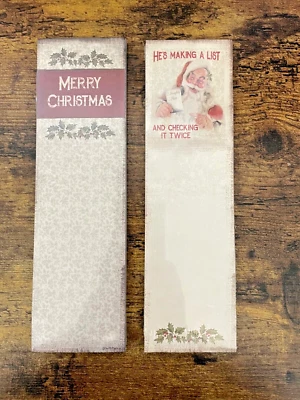 MERRY
CHRISTMAS
HE'S MAKING A LIST
AND CHECKING
IT TWICE